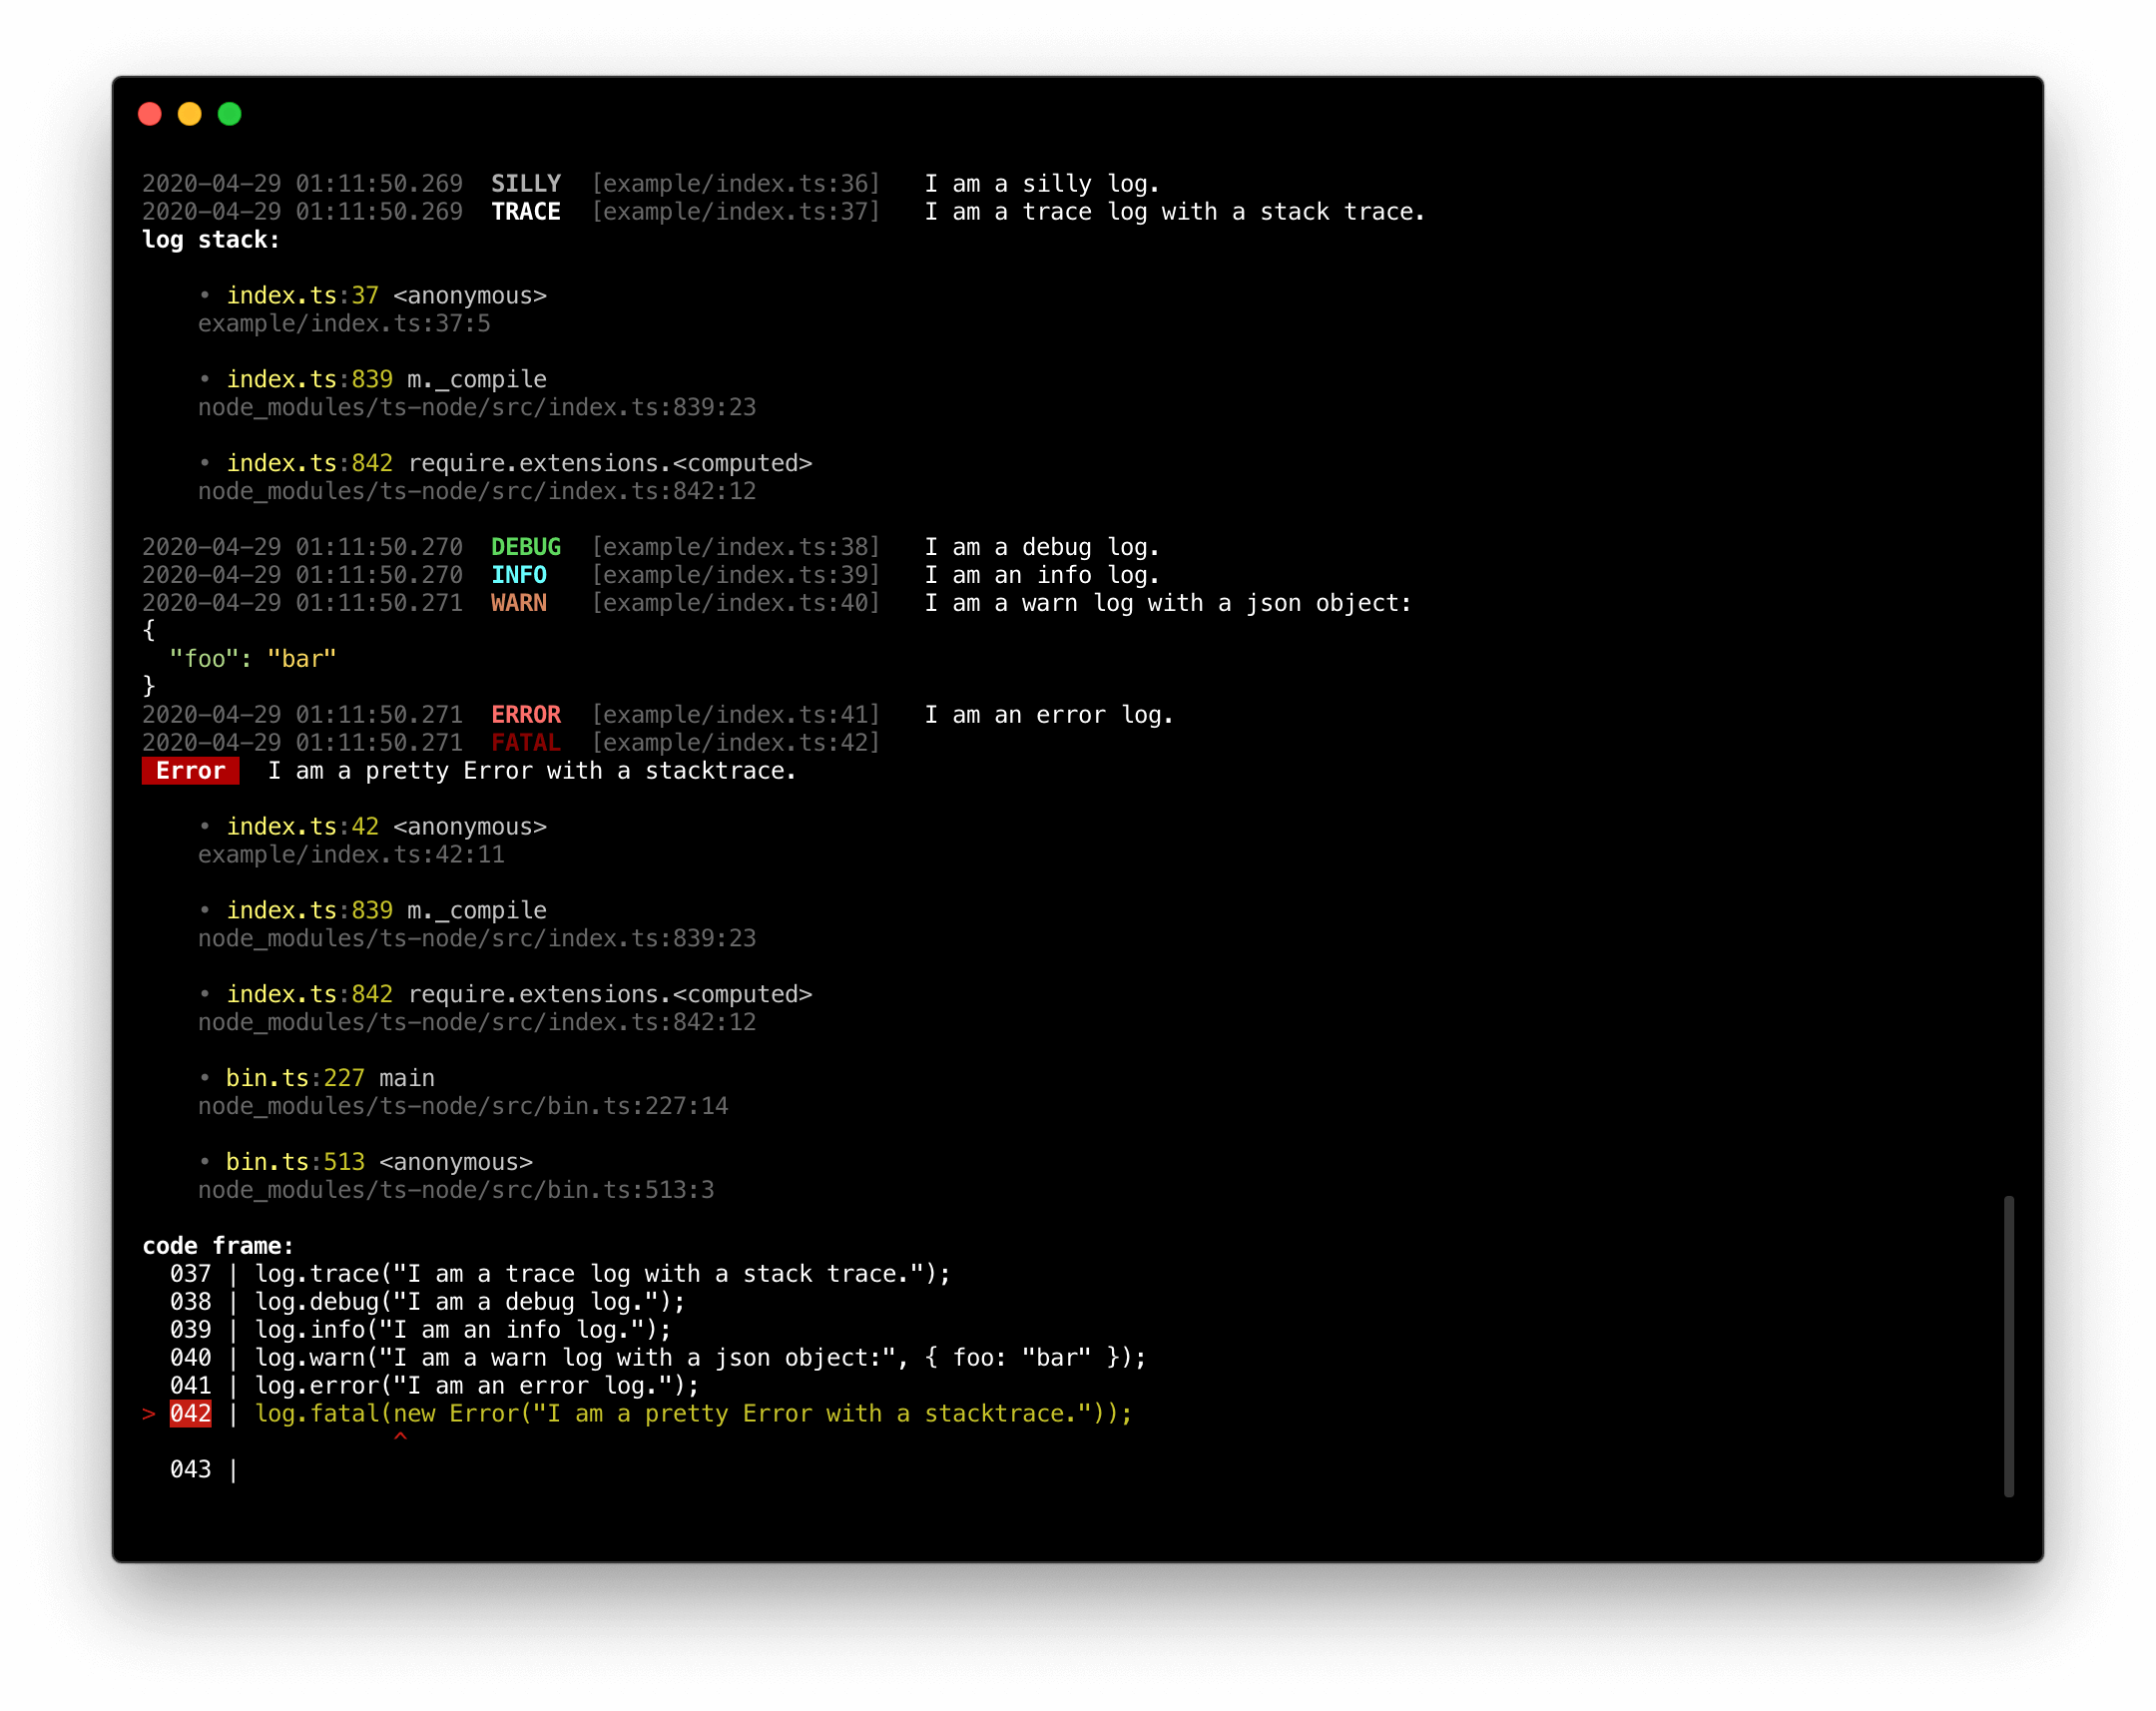 2020-04-29 01:11:50.269  SILLY  [example/index.ts:36]   I am a silly log.
2020-04-29 01:11:50.269  TRACE  [example/index.ts:37]   I am a trace log with a stack trace.
log stack:
    • index.ts:37 <anonymous>
    example/index.ts:37:5
    • index.ts:839 m._compile
    node_modules/ts-node/src/index.ts:839:23
    • index.ts:842 require.extensions.<computed>
    node_modules/ts-node/src/index.ts:842:12
2020-04-29 01:11:50.270  DEBUG  [example/index.ts:38]   I am a debug log.
2020-04-29 01:11:50.270  INFO   [example/index.ts:39]   I am an info log.
2020-04-29 01:11:50.271  WARN   [example/index.ts:40]   I am a warn log with a json object:
{
  "foo": "bar"
}
2020-04-29 01:11:50.271  ERROR  [example/index.ts:41]   I am an error log.
2020-04-29 01:11:50.271  FATAL  [example/index.ts:42]
 Error   I am a pretty Error with a stacktrace.
    • index.ts:42 <anonymous>
    example/index.ts:42:11
    • index.ts:839 m._compile
    node_modules/ts-node/src/index.ts:839:23
    • index.ts:842 require.extensions.<computed>
    node_modules/ts-node/src/index.ts:842:12
    • bin.ts:227 main
    node_modules/ts-node/src/bin.ts:227:14
    • bin.ts:513 <anonymous>
    node_modules/ts-node/src/bin.ts:513:3
code frame:
  037 | log.trace("I am a trace log with a stack trace.");
  038 | log.debug("I am a debug log.");
  039 | log.info("I am an info log.");
  040 | log.warn("I am a warn log with a json object:", { foo: "bar" });
  041 | log.error("I am an error log.");
> 042 | log.fatal(new Error("I am a pretty Error with a stacktrace."));
                  ^
  043 |